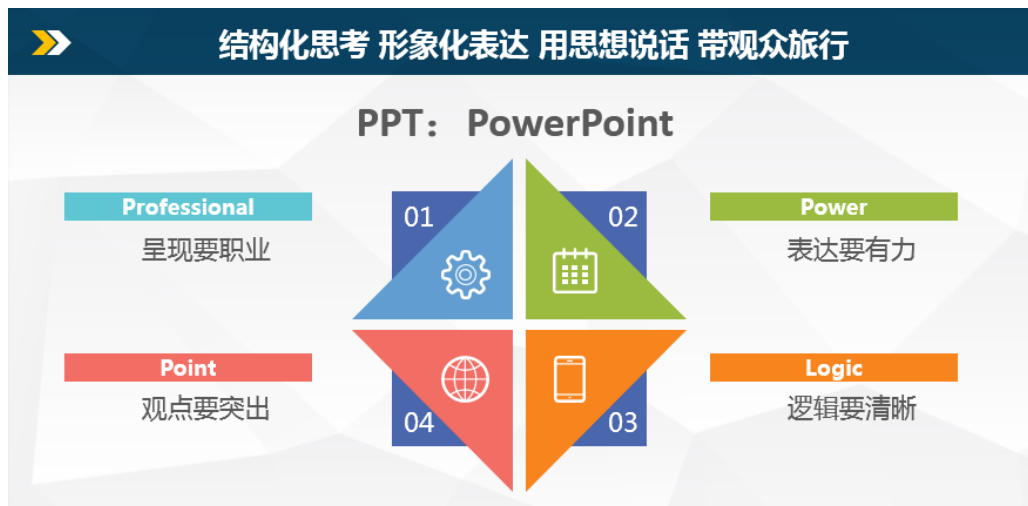 结构化思考 形象化表达 用思想说话 带观众旅行
PPT： PowerPoint
Professional
呈现要职业
01
02
Power
表达要有力
Point
观点要突出
04
03
Logic
逻辑要清晰